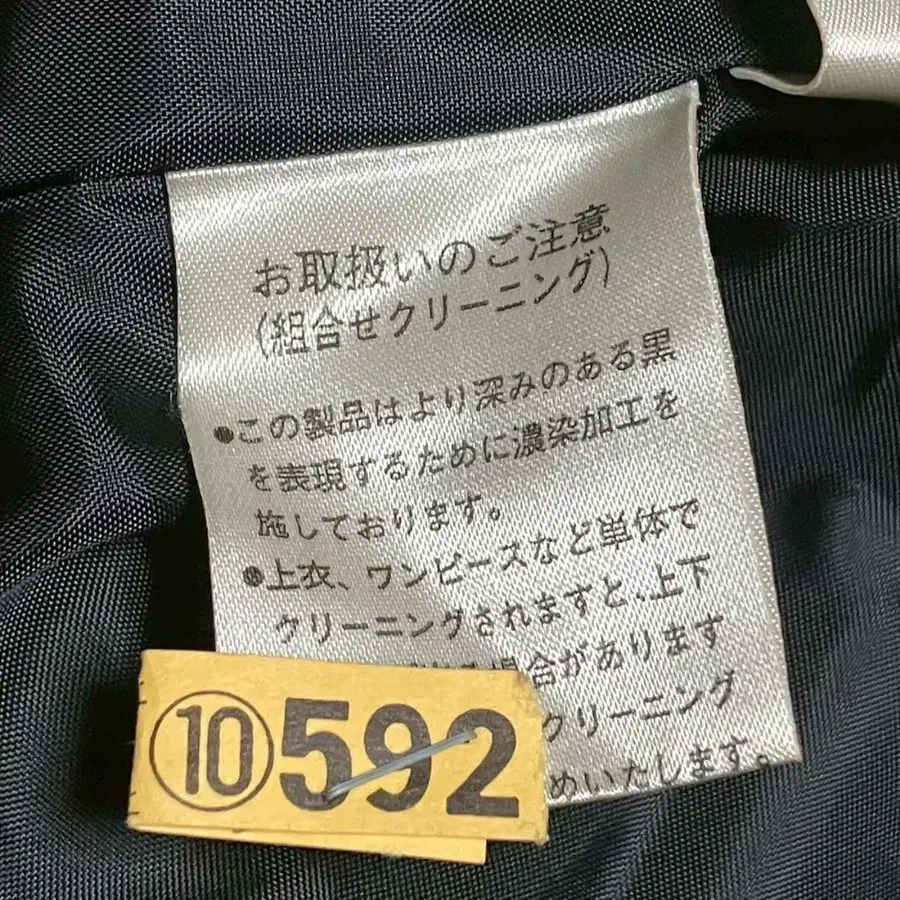 お取扱いのご注意
(組合せクリーニング)
●この製品はより深みのある黒
を表現するために濃染加工を
施しております。
●上衣、ワンピースなど単体で
クリーニングされますと、上下
場合があります
クリーニング
めいたします。
⑩592